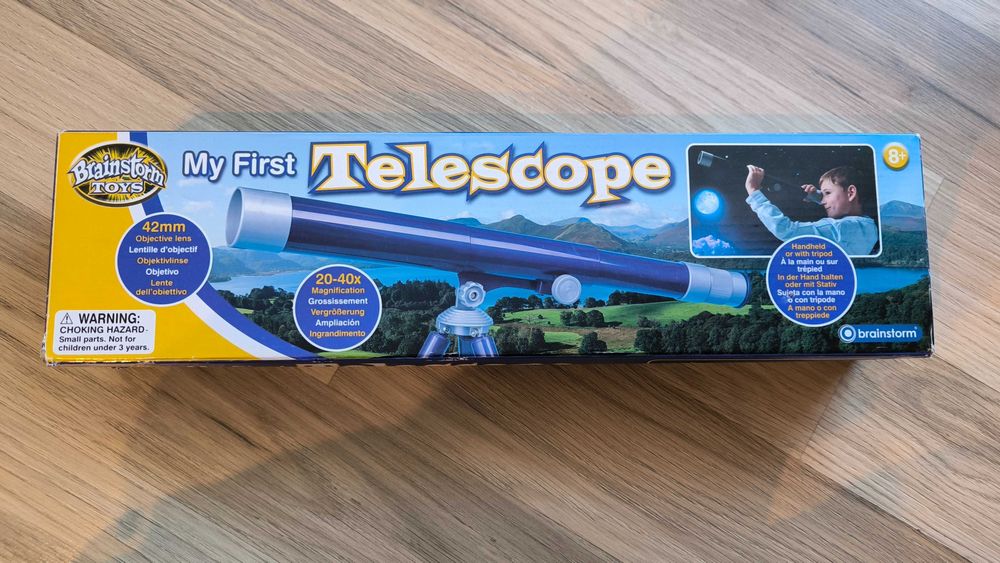 Brainstorm
TOYS
My First Telescope
8+
42mm
Objective lens
Lentille d'objectif
Objektivlinse
Objetivo
Lente
dell'obiettivo
20-40x
Magnification
Grossissement
Vergrößerung
Ampliación
Ingrandimento
Handheld
or with tripod
À la main ou sur
trépied
In der Hand halten
oder mit Stativ
Sujeta con la mano
o con tripode
A mano o con
treppiede
WARNING:
CHOKING HAZARD-
Small parts. Not for
children under 3 years.
brainstorm